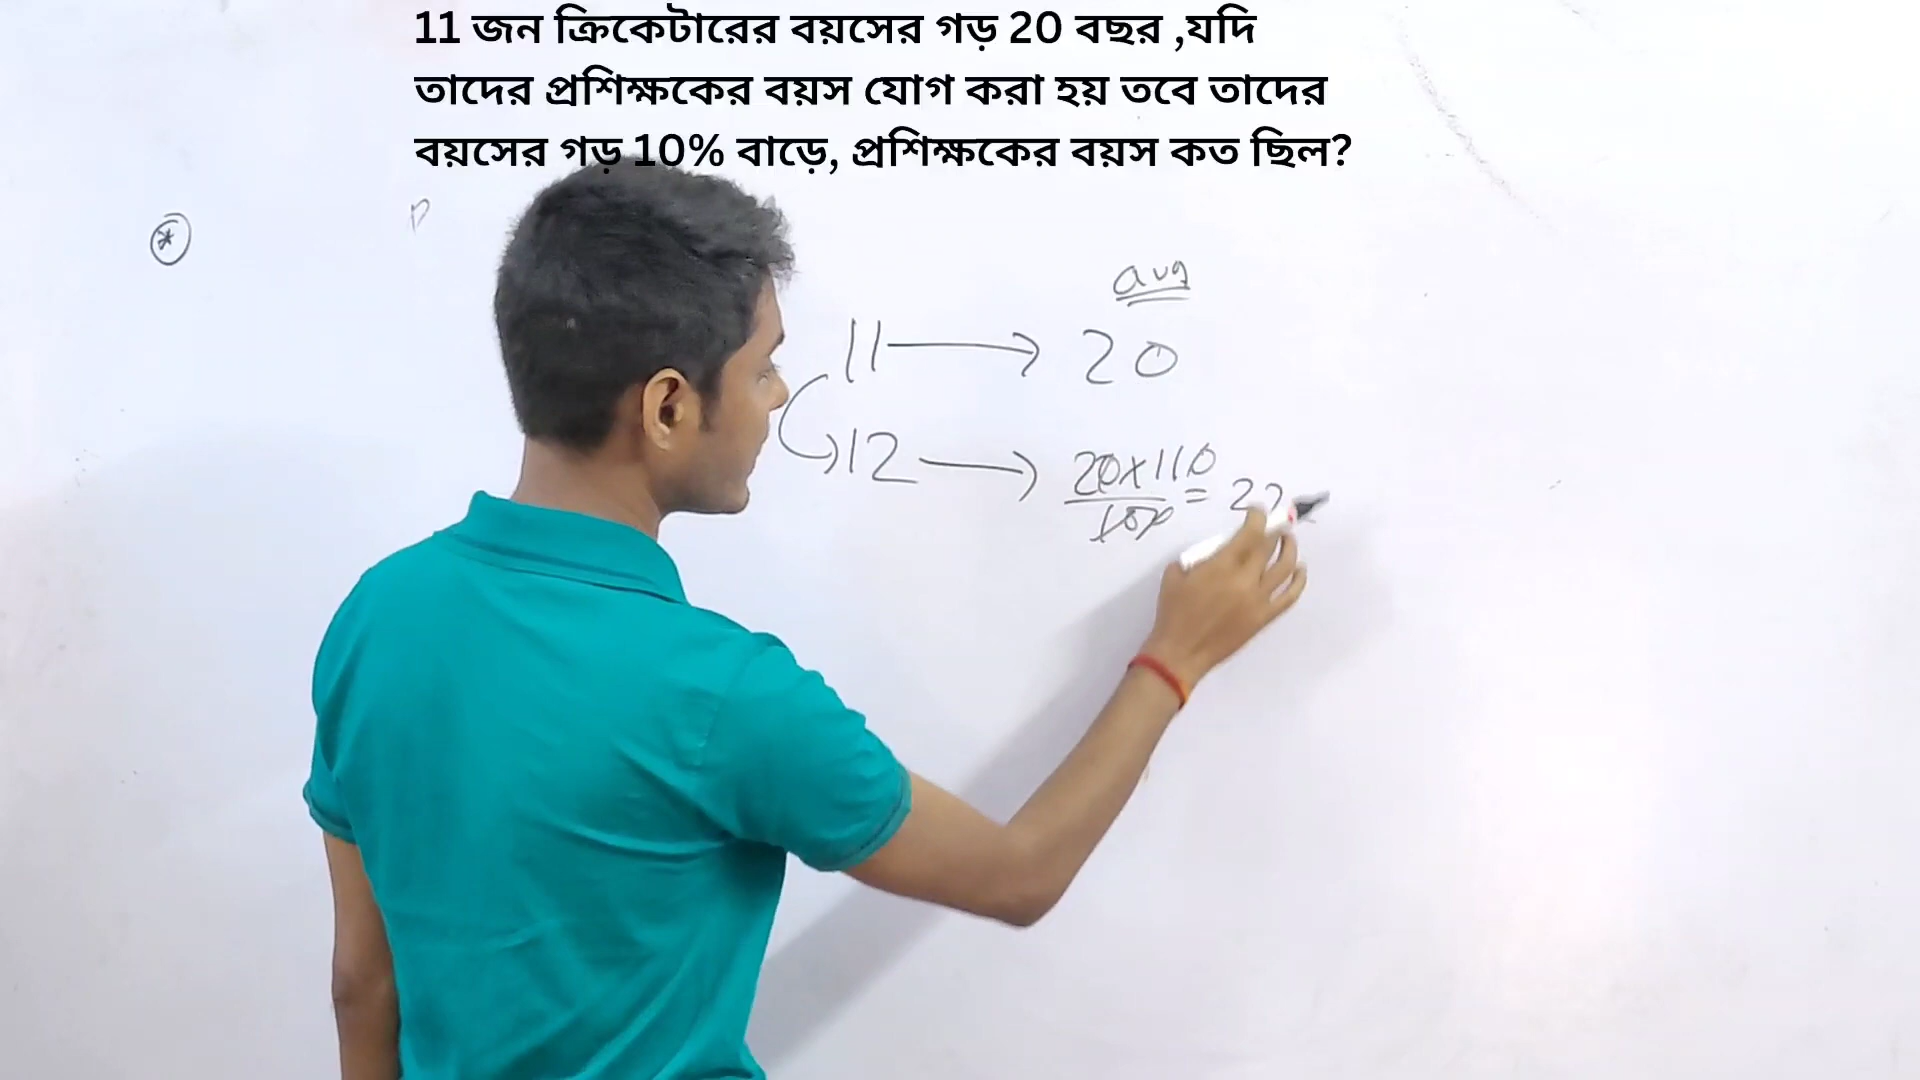 11 জন ক্রিকেটারের বয়সের গড় 20 বছর ,যদি
তাদের প্রশিক্ষকের বয়স যোগ করা হয় তবে তাদের
বয়সের গড় 10% বাড়ে, প্রশিক্ষকের বয়স কত ছিল?
avg
11 → 20
12 → 20×110
100 = 22